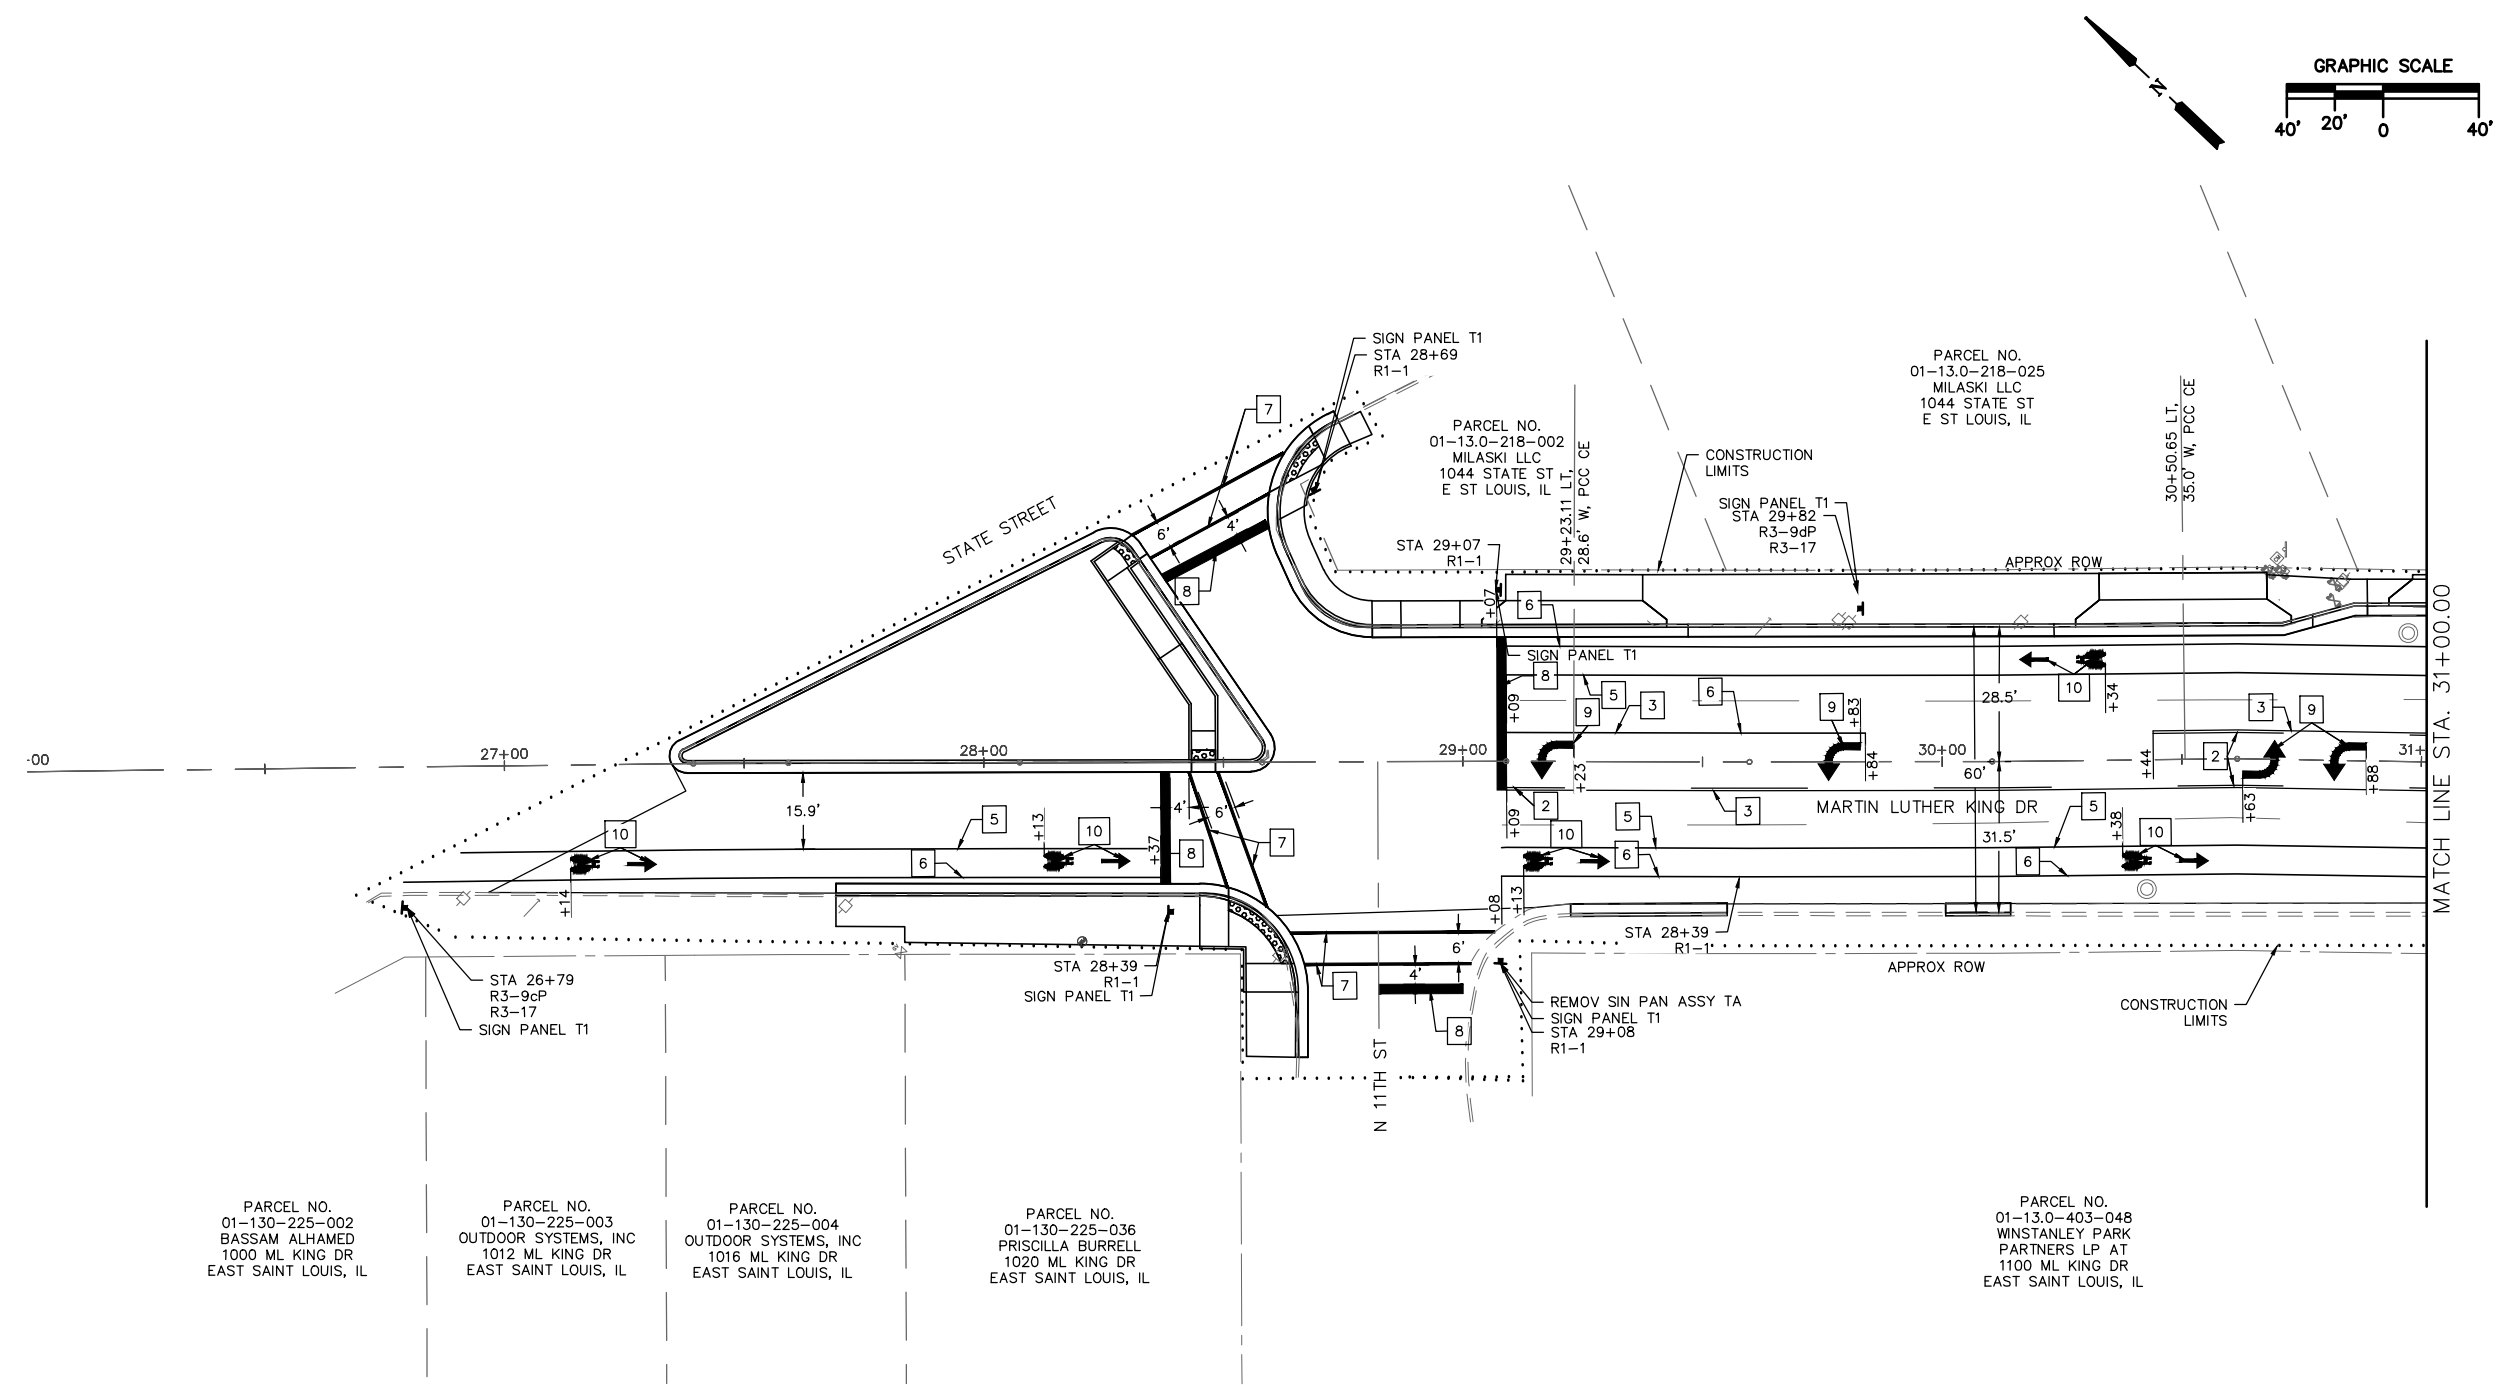 GRAPHIC SCALE
40'
20'
0
40'
N
SIGN PANEL T1
STA 28+69
R1-1
7
PARCEL NO.
01-13.0-218-002
MILASKI LLC
1044 STATE ST
E ST LOUIS, IL
PARCEL NO.
01-13.0-218-025
MILASKI LLC
1044 STATE ST
E ST LOUIS, IL
29+23.11 LT,
28.6' W, PCC CE
30+50.65 LT,
35.0' W, PCC CE
CONSTRUCTION
LIMITS
SIGN PANEL T1
STA 29+82
R3-9dP
R3-17
STATE STREET
6'
4'
8
STA 29+07
R1-1
APPROX ROW
+07
6
SIGN PANEL T1
8
5
3
6
9
9
10
3
9
+09
+83
+34
28.5'
-00
27+00
28+00
29+00
30+00
31+
+23
+84
+44
2
+88
60'
+63
15.9'
4'
6'
2
3
MARTIN LUTHER KING DR
5
10
+13
10
5
6
+37
8
7
+09
10
5
6
31.5'
5
+38
10
6
+14
+08
+13
MATCH LINE STA. 31+00.00
STA 28+39
R1-1
6'
4'
7
8
STA 28+39
R1-1
SIGN PANEL T1
STA 26+79
R3-9cP
R3-17
SIGN PANEL T1
APPROX ROW
REMOV SIN PAN ASSY TA
SIGN PANEL T1
STA 29+08
R1-1
CONSTRUCTION
LIMITS
N 11TH ST
PARCEL NO.
01-130-225-002
BASSAM ALHAMED
1000 ML KING DR
EAST SAINT LOUIS, IL
PARCEL NO.
01-130-225-003
OUTDOOR SYSTEMS, INC
1012 ML KING DR
EAST SAINT LOUIS, IL
PARCEL NO.
01-130-225-004
OUTDOOR SYSTEMS, INC
1016 ML KING DR
EAST SAINT LOUIS, IL
PARCEL NO.
01-130-225-036
PRISCILLA BURRELL
1020 ML KING DR
EAST SAINT LOUIS, IL
PARCEL NO.
01-13.0-403-048
WINSTANLEY PARK
PARTNERS LP AT
1100 ML KING DR
EAST SAINT LOUIS, IL